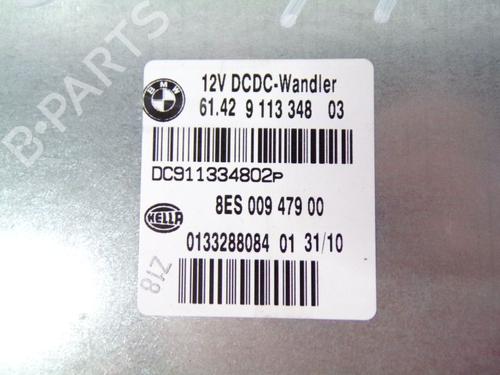 BMW
12V DCDC-Wandler
61.42 9 113 348 03
DC911334802P
8ES 009 479 00
HELLA
0133288084 01 31/10
Z18
B-PARTS